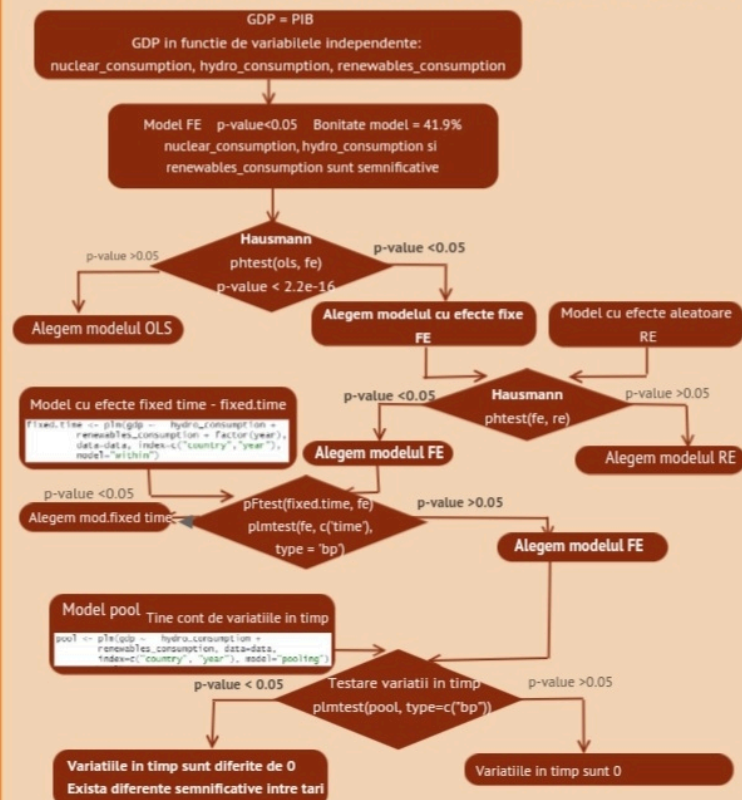 GDP = PIB
GDP in functie de variabilele independente:
nuclear_consumption, hydro_consumption, renewables_consumption
Model FE p-value<0.05 Bonitate model = 41.9%
nuclear_consumption, hydro_consumption si
renewables_consumption sunt semnificative
Hausmann
phtest(ols, fe)
p-value < 2.2e-16
p-value >0.05
p-value <0.05
Alegem modelul OLS
Alegem modelul cu efecte fixe
FE
Model cu efecte aleatoare
RE
Hausmann
phtest(fe, re)
p-value <0.05
p-value >0.05
Alegem modelul FE
Alegem modelul RE
Model cu efecte fixed time - fixed.time
fixed.time <- plm(gdp ~ hydro_consumption +
renewables_consumption + factor(year),
data=data, index=c("country","year"),
model="within")
p-value <0.05
Alegem mod.fixed time
pFtest(fixed.time, fe)
plmtest(fe, c('time'),
type = 'bp')
p-value >0.05
Alegem modelul FE
Model pool Tine cont de variatiile in timp
pool <- plm(gdp ~ hydro_consumption +
renewables_consumption, data=data,
index=c("country", "year"), model="pooling")
Testare variatii in timp
plmtest(pool, type=c("bp"))
p-value < 0.05
p-value >0.05
Variatiile in timp sunt diferite de 0
Exista diferente semnificative intre tari
Variatiile in timp sunt 0